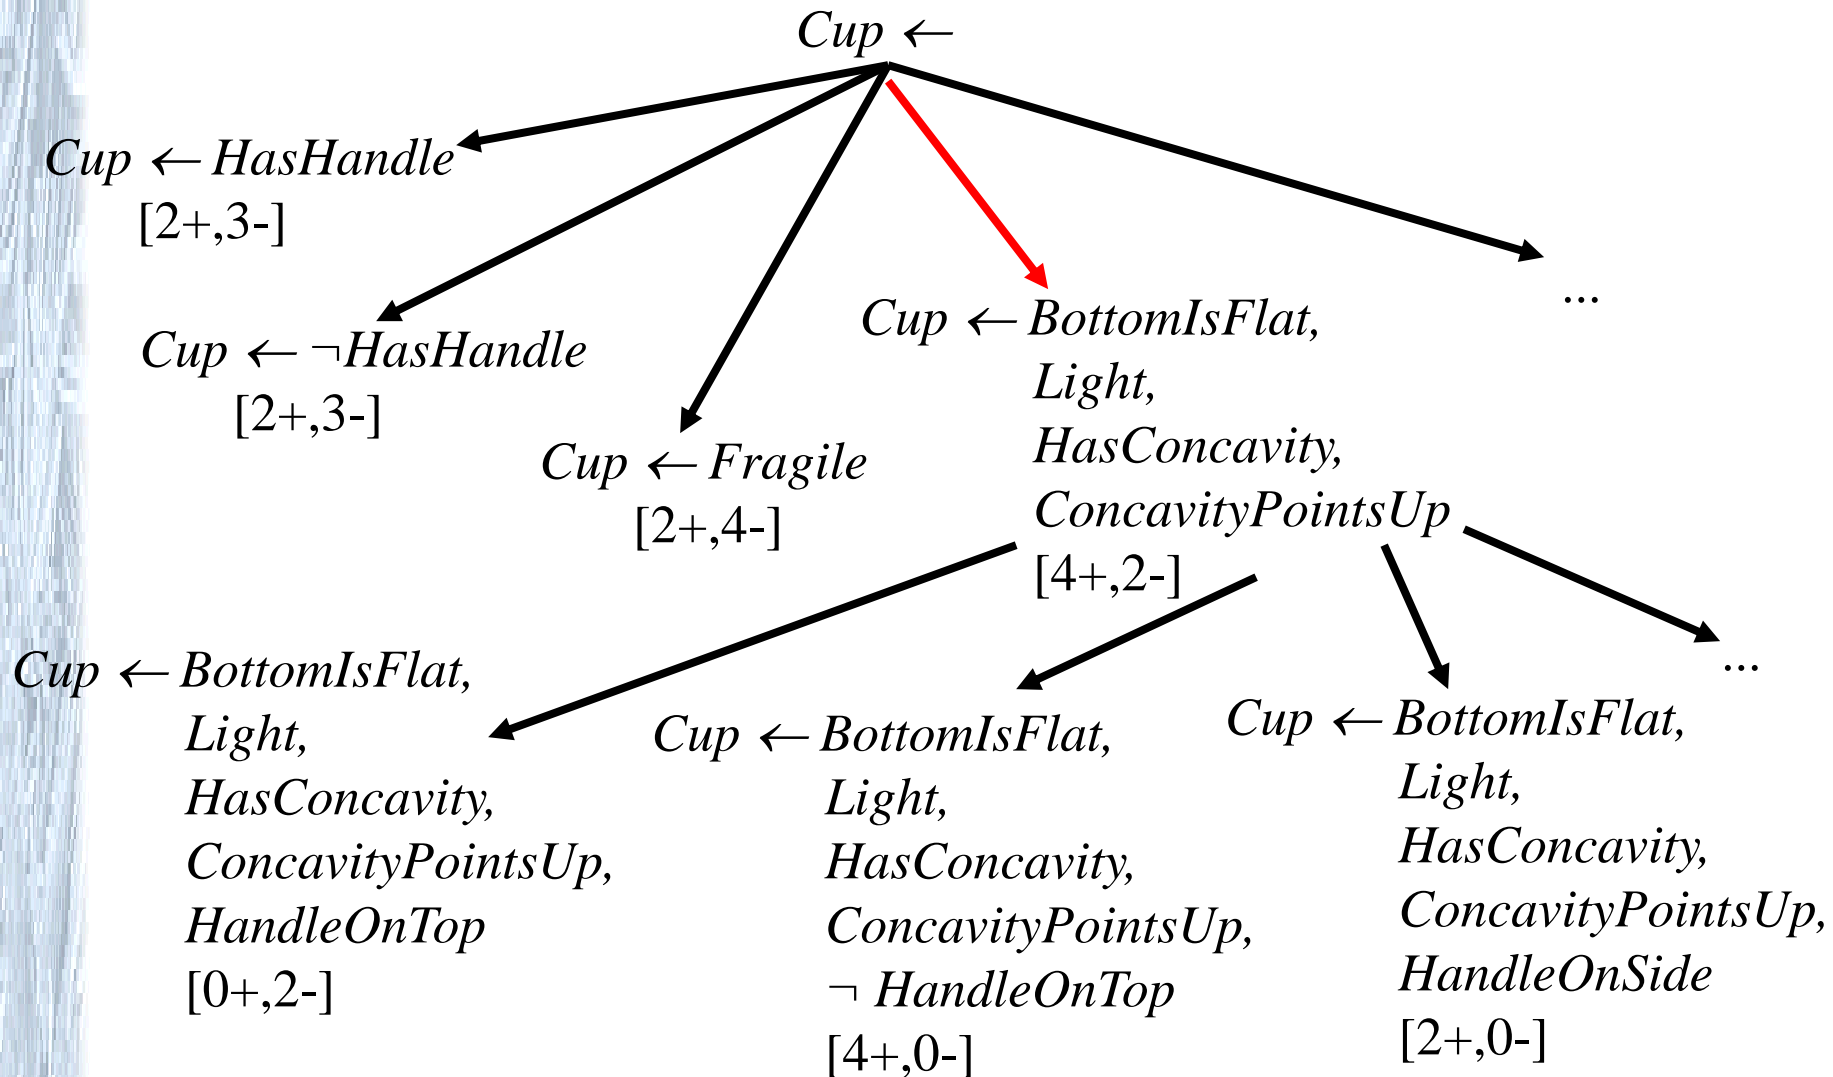 Cup ←
Cup ← HasHandle
[2+,3-]
Cup ← ¬HasHandle
[2+,3-]
Cup ← Fragile
[2+,4-]
Cup ← BottomIsFlat,
Light,
HasConcavity,
ConcavityPointsUp
[4+,2-]
...
Cup ← BottomIsFlat,
Light,
HasConcavity,
ConcavityPointsUp,
HandleOnTop
[0+,2-]
Cup ← BottomIsFlat,
Light,
HasConcavity,
ConcavityPointsUp,
¬ HandleOnTop
[4+,0-]
Cup ← BottomIsFlat,
Light,
HasConcavity,
ConcavityPointsUp,
HandleOnSide
[2+,0-]
...